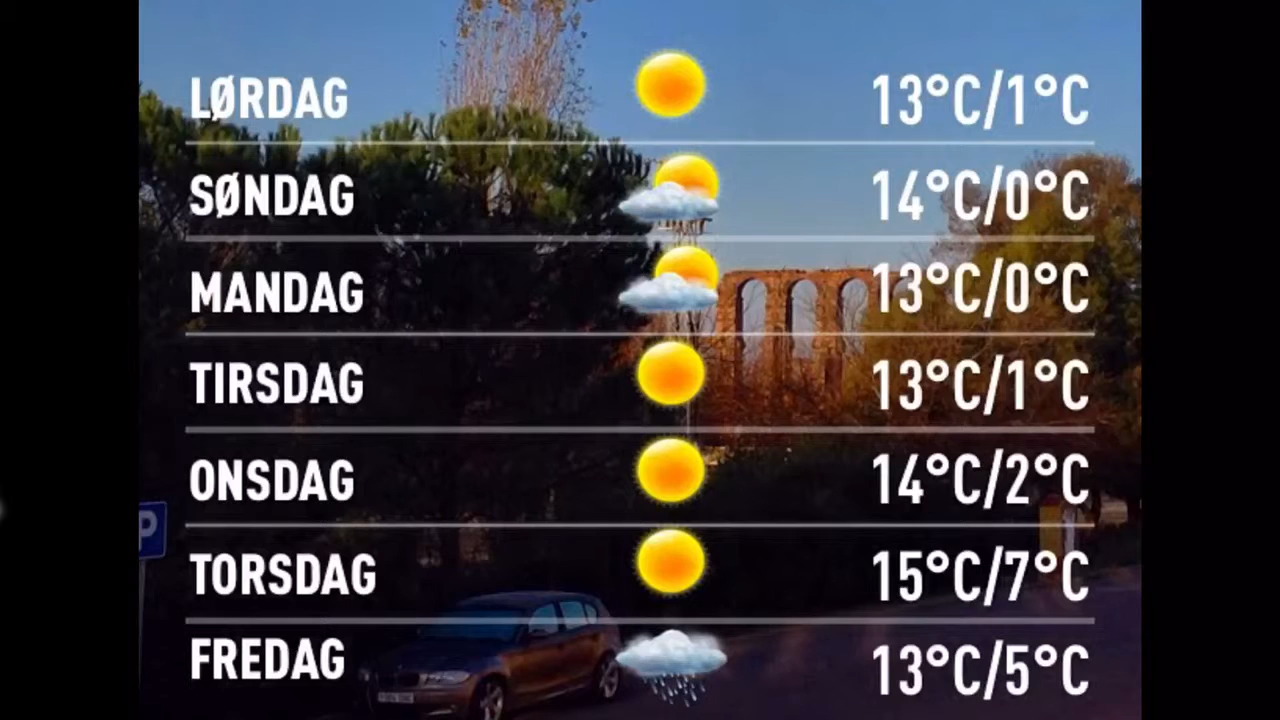 LØRDAG 13°C/1°C
SØNDAG 14°C/0°C
MANDAG 13°C/0°C
TIRSDAG 13°C/1°C
ONSDAG 14°C/2°C
P
TORSDAG 15°C/7°C
FREDAG 13°C/5°C